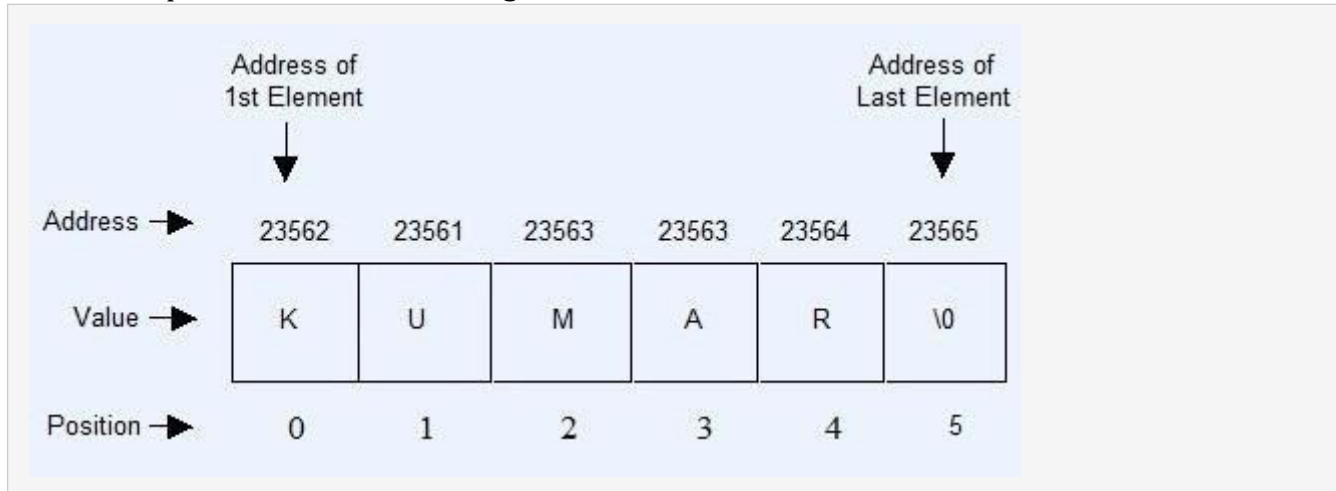 Address of
1st Element
Address of
Last Element
Address
23562 23561 23563 23563 23564 23565
Value
K U M A R \0
Position
0 1 2 3 4 5